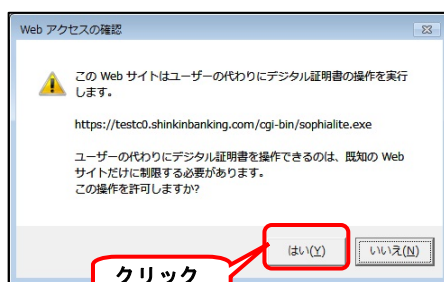 Web アクセスの確認
この Web サイトはユーザーの代わりにデジタル証明書の操作を実行
します。
https://testc0.shinkinbanking.com/cgi-bin/sophialite.exe
ユーザーの代わりにデジタル証明書を操作できるのは、既知の Web
サイトだけに制限する必要があります。
この操作を許可しますか?
はい(Y) いいえ(N)
クリック